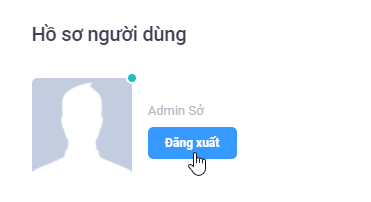 Hồ sơ người dùng
Admin Sở
Đăng xuất